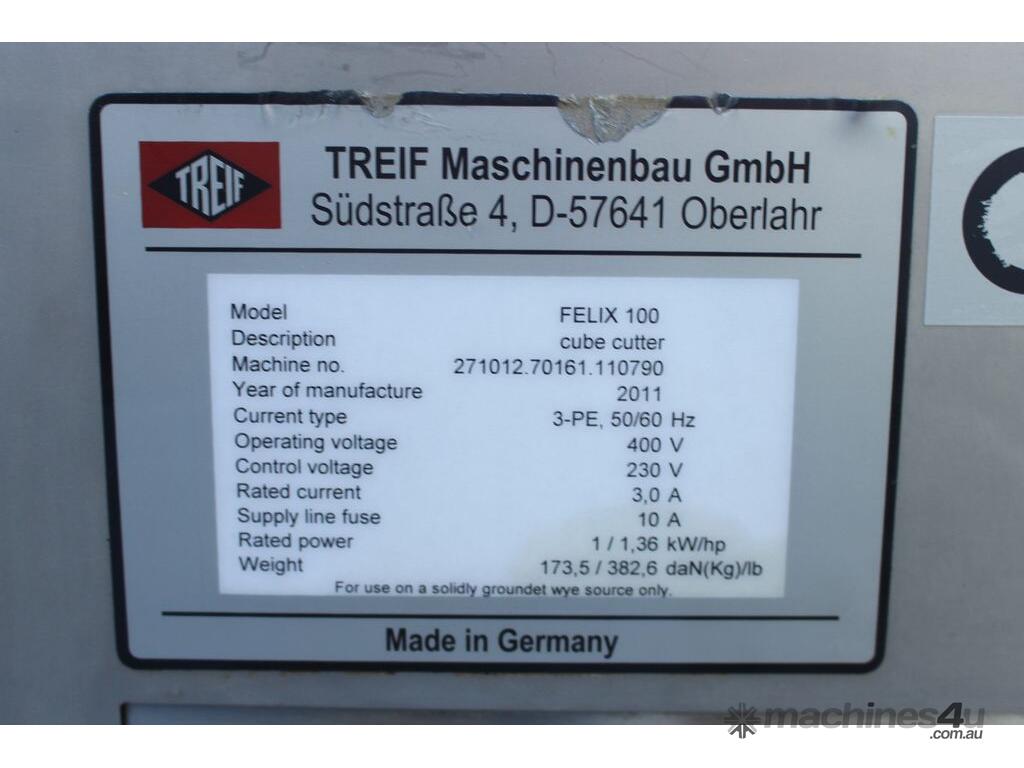 TREIF
TREIF Maschinenbau GmbH
Südstraße 4, D-57641 Oberlahr
Model FELIX 100
Description cube cutter
Machine no. 271012.70161.110790
Year of manufacture 2011
Current type 3-PE, 50/60 Hz
Operating voltage 400 V
Control voltage 230 V
Rated current 3,0 A
Supply line fuse 10 A
Rated power 1 / 1,36 kW/hp
Weight 173,5 / 382,6 daN(Kg)/lb
For use on a solidly groundet wye source only.
Made in Germany
machines4u
.com.au